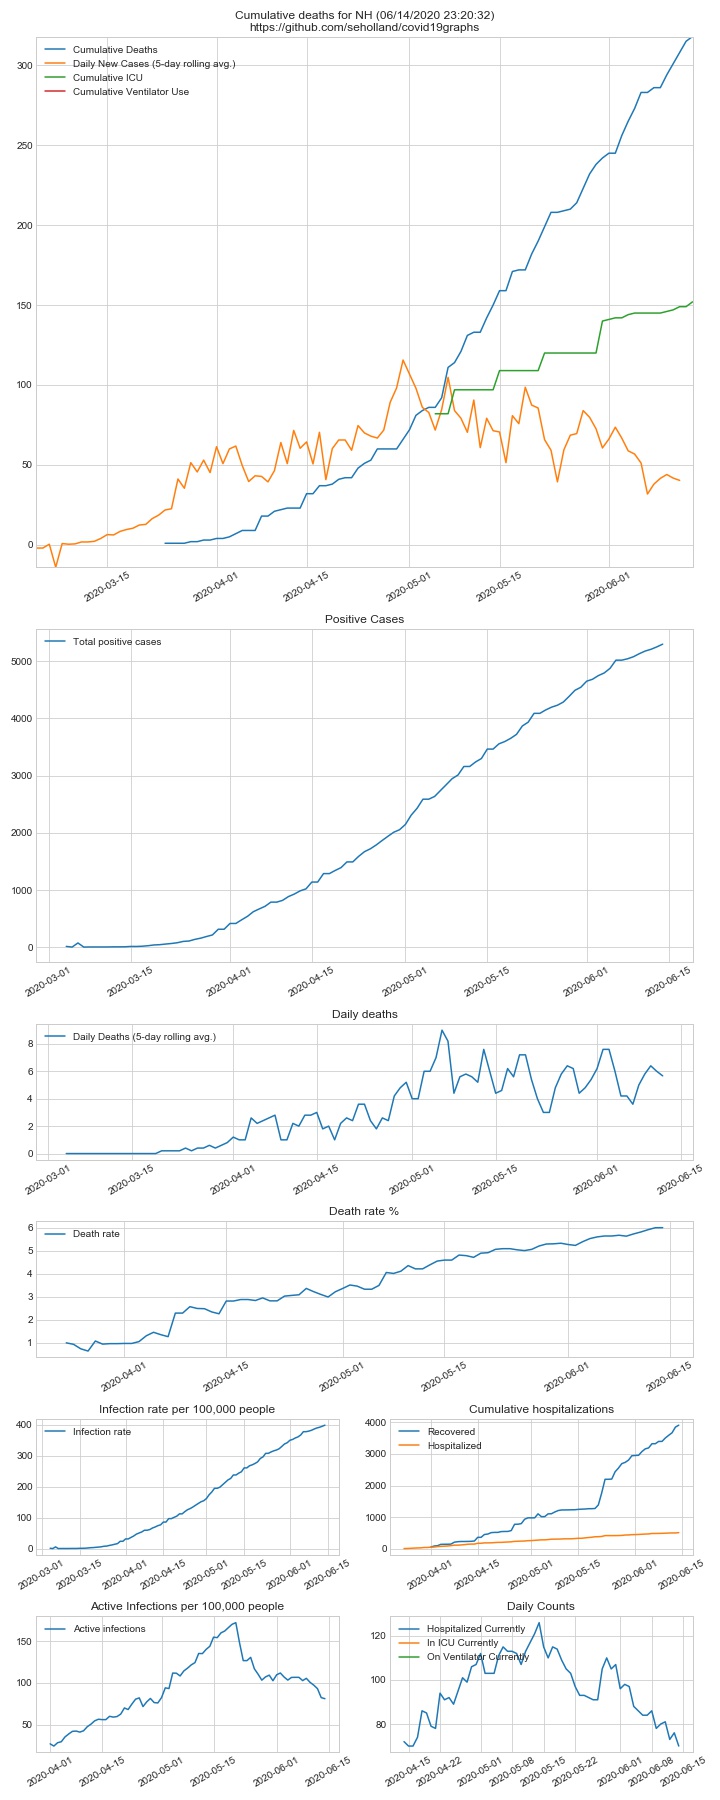 Cumulative deaths for NH (06/14/2020 23:20:32)
https://github.com/seholland/covid19graphs
Cumulative Deaths
Daily New Cases (5-day rolling avg.)
Cumulative ICU
Cumulative Ventilator Use
300
250
200
150
100
50
0
2020-03-15 2020-04-01 2020-04-15 2020-05-01 2020-05-15 2020-06-01
Positive Cases
Total positive cases
5000
4000
3000
2000
1000
0
2020-03-01 2020-03-15 2020-04-01 2020-04-15 2020-05-01 2020-05-15 2020-06-01 2020-06-15
Daily deaths
Daily Deaths (5-day rolling avg.)
8
6
4
2
0
2020-03-01 2020-03-15 2020-04-01 2020-04-15 2020-05-01 2020-05-15 2020-06-01 2020-06-15
Death rate %
Death rate
6
5
4
3
2
1
2020-04-01 2020-04-15 2020-05-01 2020-05-15 2020-06-01 2020-06-15
Infection rate per 100,000 people
Infection rate
400
300
200
100
0
2020-03-01 2020-03-15 2020-04-01 2020-04-15 2020-05-01 2020-05-15 2020-06-01 2020-06-15
Cumulative hospitalizations
Recovered
Hospitalized
4000
3000
2000
1000
0
2020-04-01 2020-04-15 2020-05-01 2020-05-15 2020-06-01 2020-06-15
Active Infections per 100,000 people
Active infections
150
100
50
2020-04-01 2020-04-15 2020-05-01 2020-05-15 2020-06-01 2020-06-15
Daily Counts
Hospitalized Currently
In ICU Currently
On Ventilator Currently
120
100
80
2020-04-15 2020-04-22 2020-05-01 2020-05-08 2020-05-15 2020-05-22 2020-06-01 2020-06-08 2020-06-15